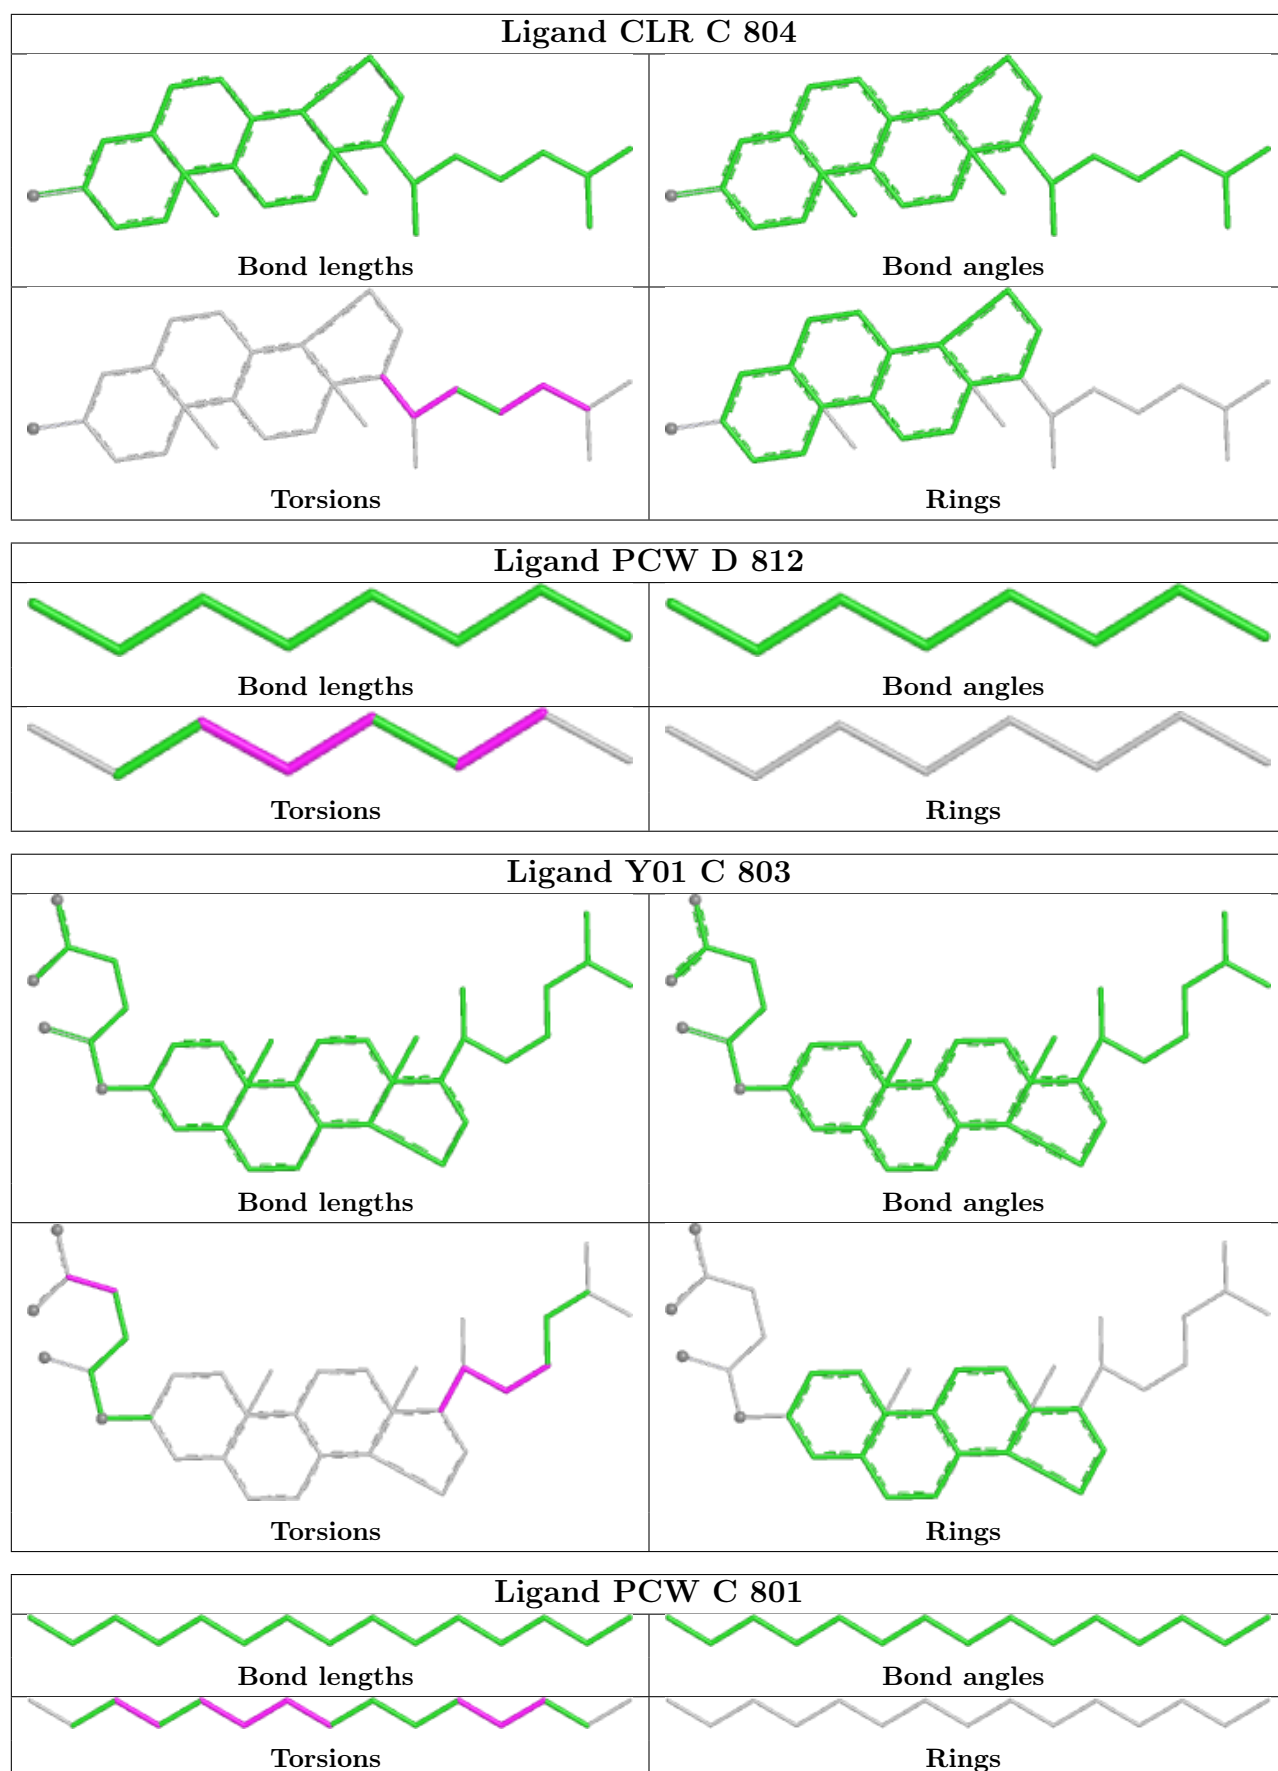 Ligand CLR C 804
Bond lengths
Bond angles
Torsions
Rings
Ligand PCW D 812
Bond lengths
Bond angles
Torsions
Rings
Ligand Y01 C 803
Bond lengths
Bond angles
Torsions
Rings
Ligand PCW C 801
Bond lengths
Bond angles
Torsions
Rings